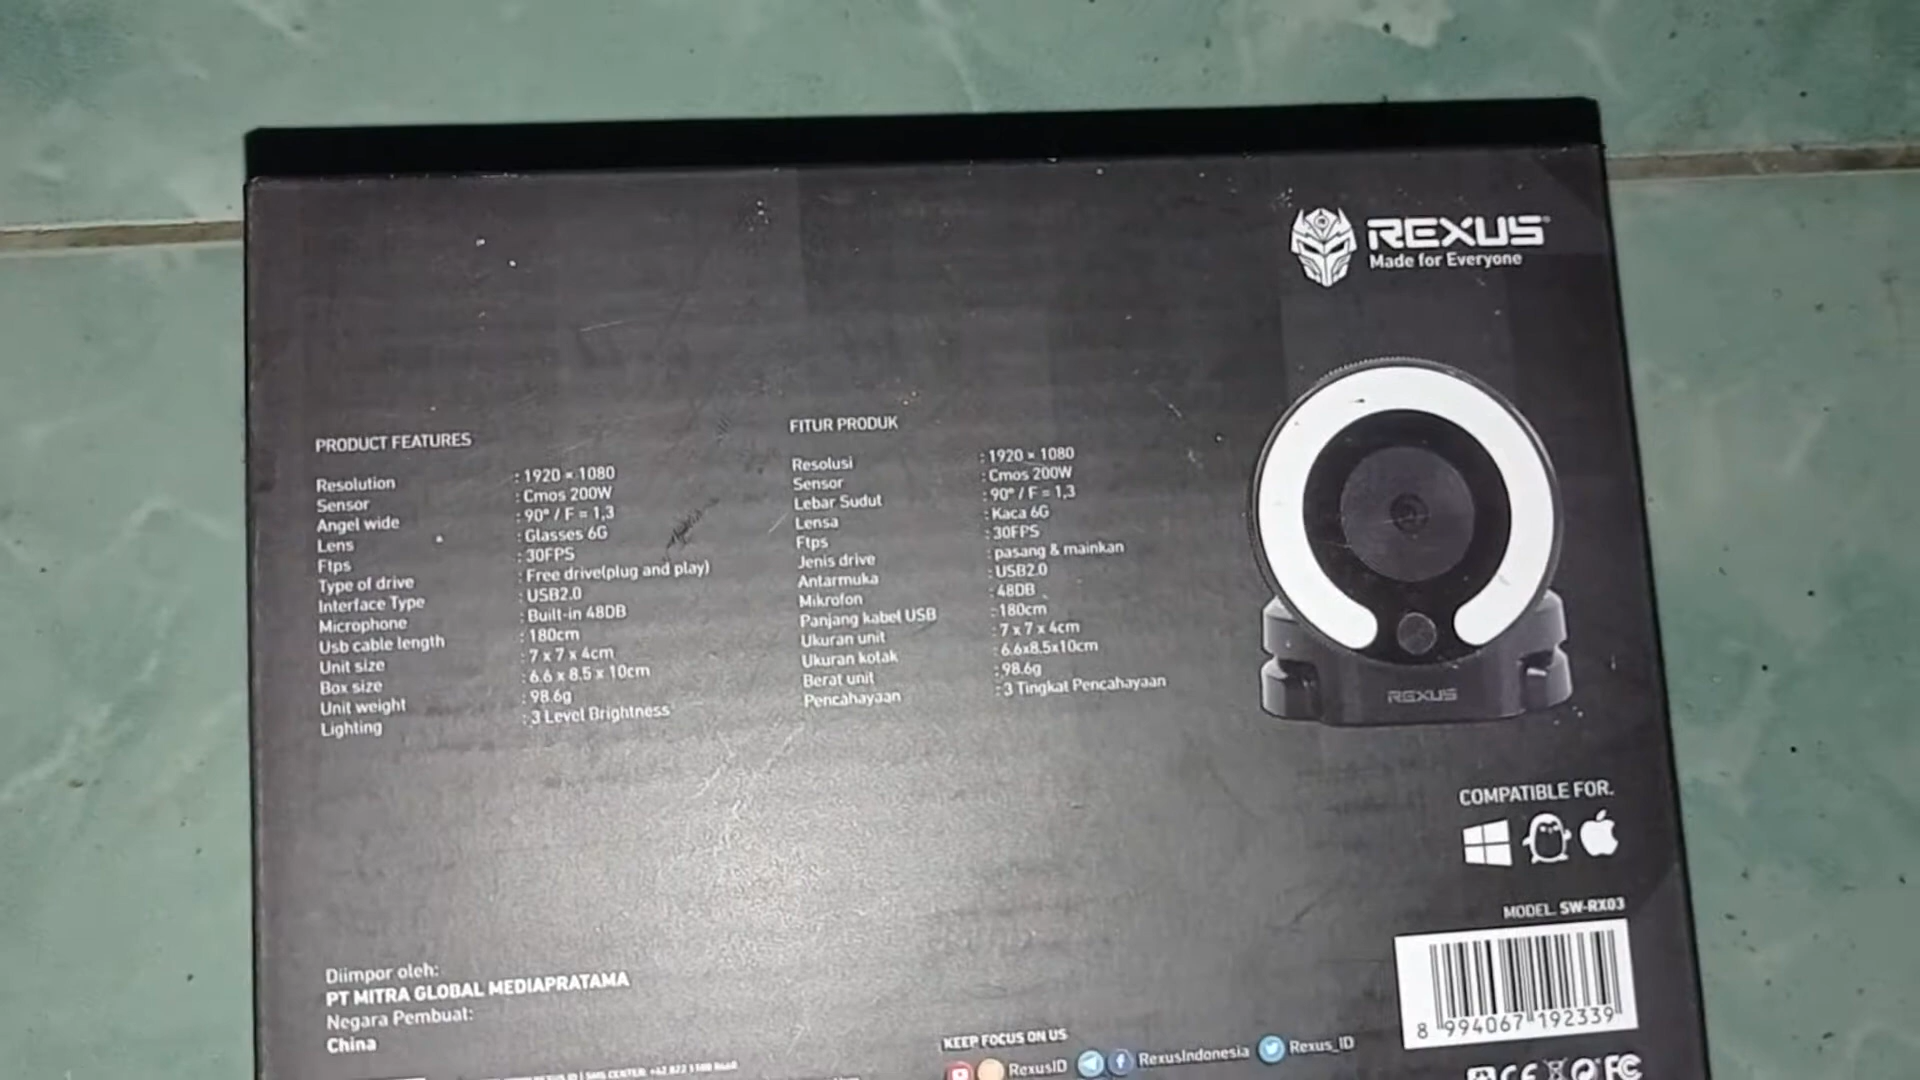 REXUS
Made for Everyone
PRODUCT FEATURES
Resolution : 1920 × 1080
Sensor : Cmos 200W
Angel wide : 90° / F = 1,3
Lens : Glasses 6G
Ftps : 30FPS
Type of drive : Free drive(plug and play)
Interface Type : USB2.0
Microphone : Built-in 48DB
Usb cable length : 180cm
Unit size : 7 x 7 x 4cm
Box size : 6.6 x 8.5 x 10cm
Unit weight : 98.6g
Lighting : 3 Level Brightness
FITUR PRODUK
Resolusi : 1920 × 1080
Sensor : Cmos 200W
Lebar Sudut : 90° / F = 1,3
Lensa : Kaca 6G
Ftps : 30FPS
Jenis drive : pasang & mainkan
Antarmuka : USB2.0
Mikrofon : 48DB
Panjang kabel USB : 180cm
Ukuran unit : 7 x 7 x 4cm
Ukuran kotak : 6.6x8.5x10cm
Berat unit : 98.6g
Pencahayaan : 3 Tingkat Pencahayaan
REXUS
COMPATIBLE FOR.
MODEL. SW-RX03
8 994067 192339
Diimpor oleh:
PT MITRA GLOBAL MEDIAPRATAMA
Negara Pembuat:
China
KEEP FOCUS ON US
RexusID RexusIndonesia Rexus_ID
CE FC